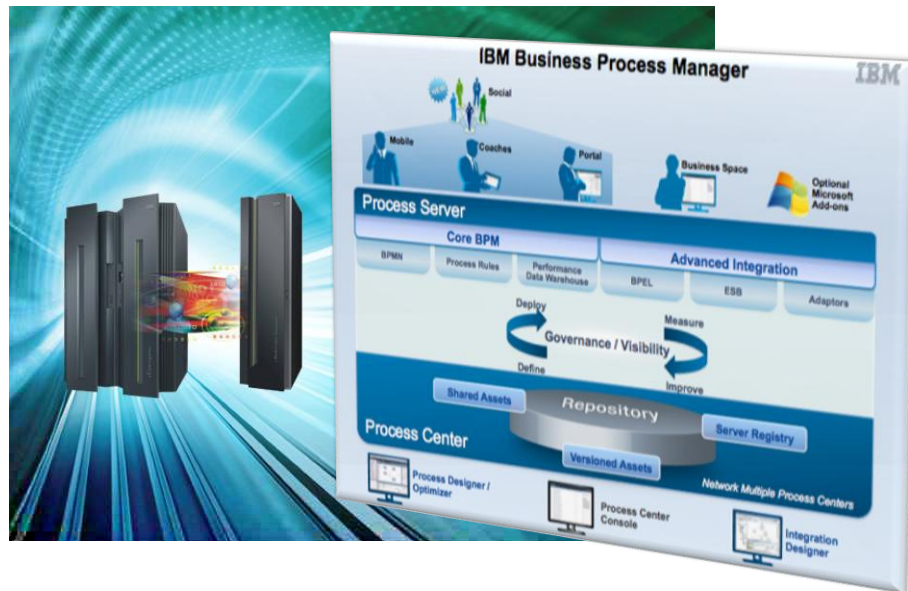 IBM Business Process Manager
IBM
Social
Mobile
Coaches
Portal
Business Space
Optional
Microsoft
Add-ons
Process Server
Core BPM
Advanced Integration
BPMN
Process Rules
Performance
Data Warehouse
BPEL
ESB
Adaptors
Deploy
Measure
Governance / Visibility
Define
Improve
Shared Assets
Repository
Server Registry
Process Center
Versioned Assets
Network Multiple Process Centers
Process Designer /
Optimizer
Process Center
Console
Integration
Designer